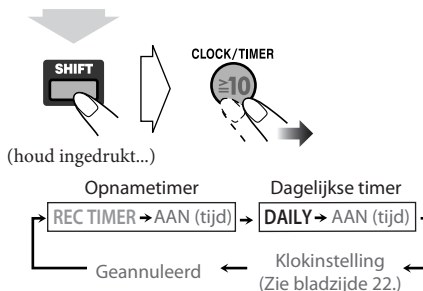 SHIFT
CLOCK/TIMER
≧10
(houd ingedrukt...)
Opnametimer
Dagelijkse timer
REC TIMER → AAN (tijd)
DAILY → AAN (tijd)
Geannuleerd
Klokinstelling
(Zie bladzijde 22.)